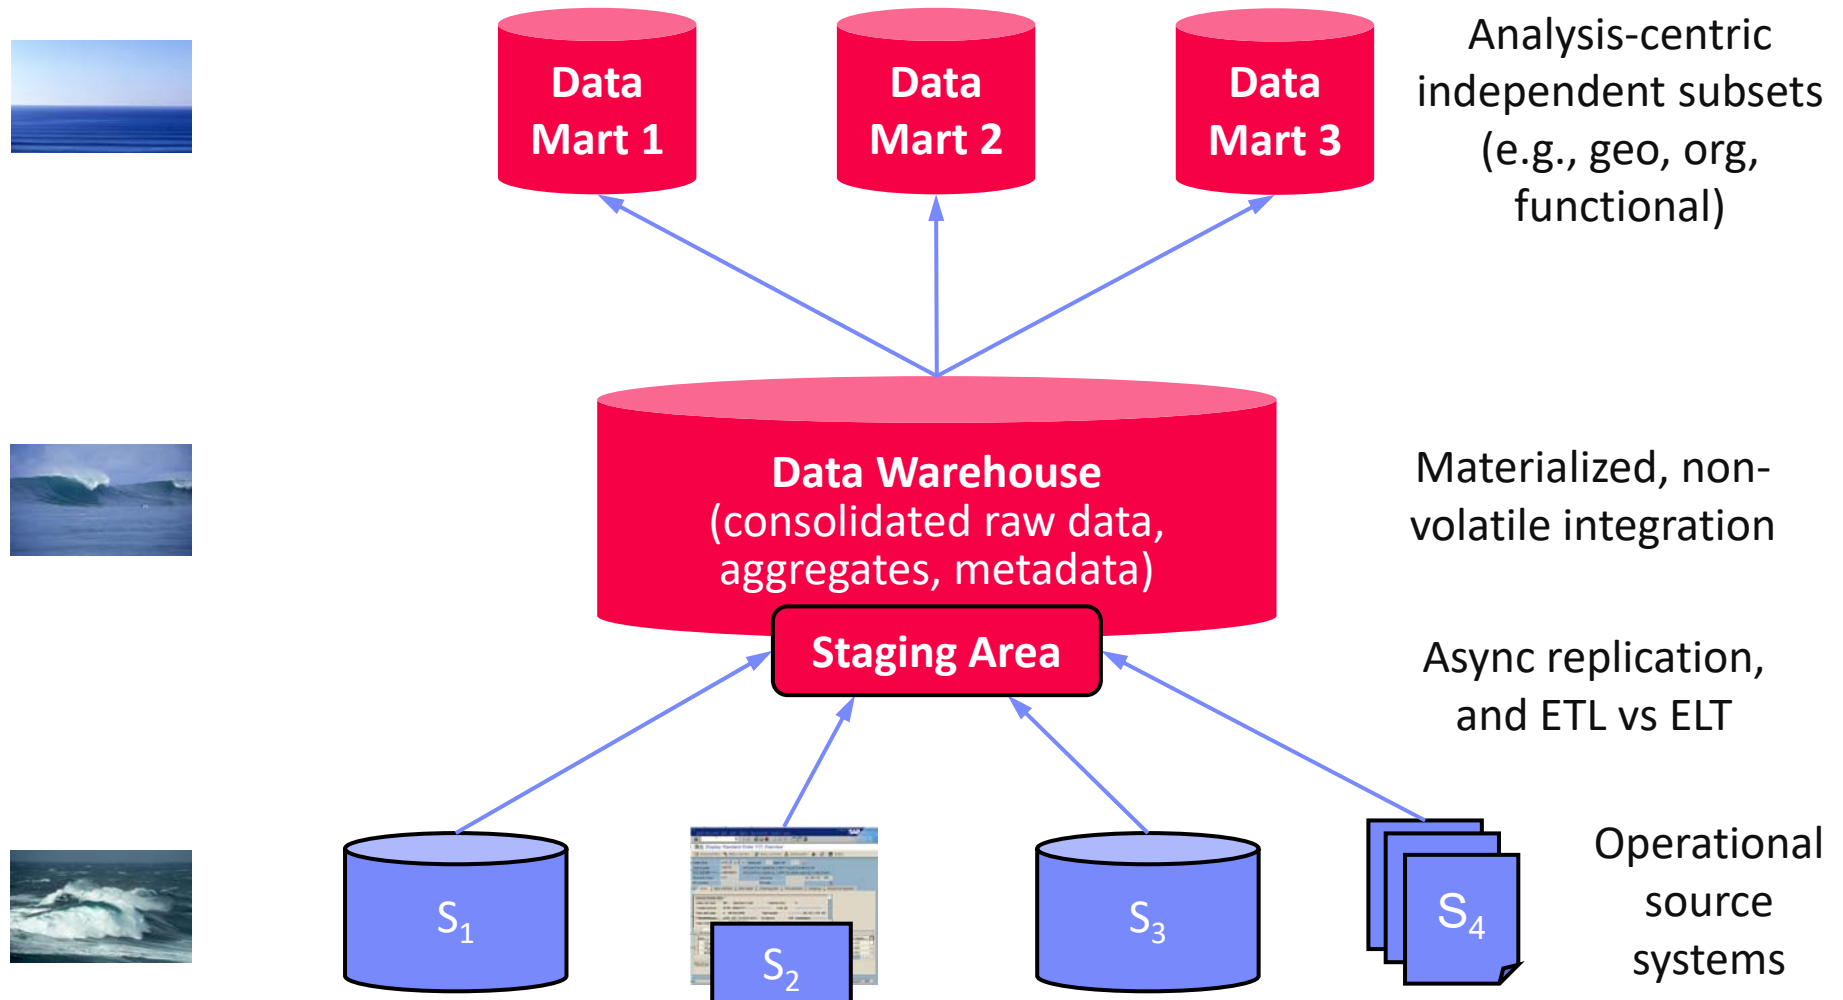 Data
Mart 1
Data
Mart 2
Data
Mart 3
Analysis-centric
independent subsets
(e.g., geo, org,
functional)
Data Warehouse
(consolidated raw data,
aggregates, metadata)
Materialized, non-
volatile integration
Staging Area
Async replication,
and ETL vs ELT
S1
S2
S3
S4
Operational
source
systems